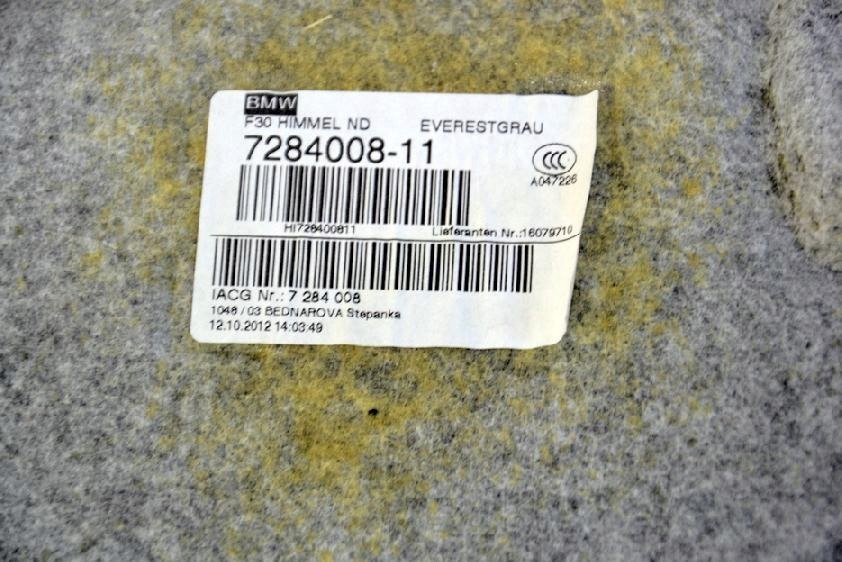 BMW
F30 HIMMEL ND EVERESTGRAU
7284008-11
CCC
A047226
HI728400811 Lieferanten Nr.:16079710
IACG Nr.: 7 284 008
1048 / 03 BEDNAROVA Stepanka
12.10.2012 14:03:49